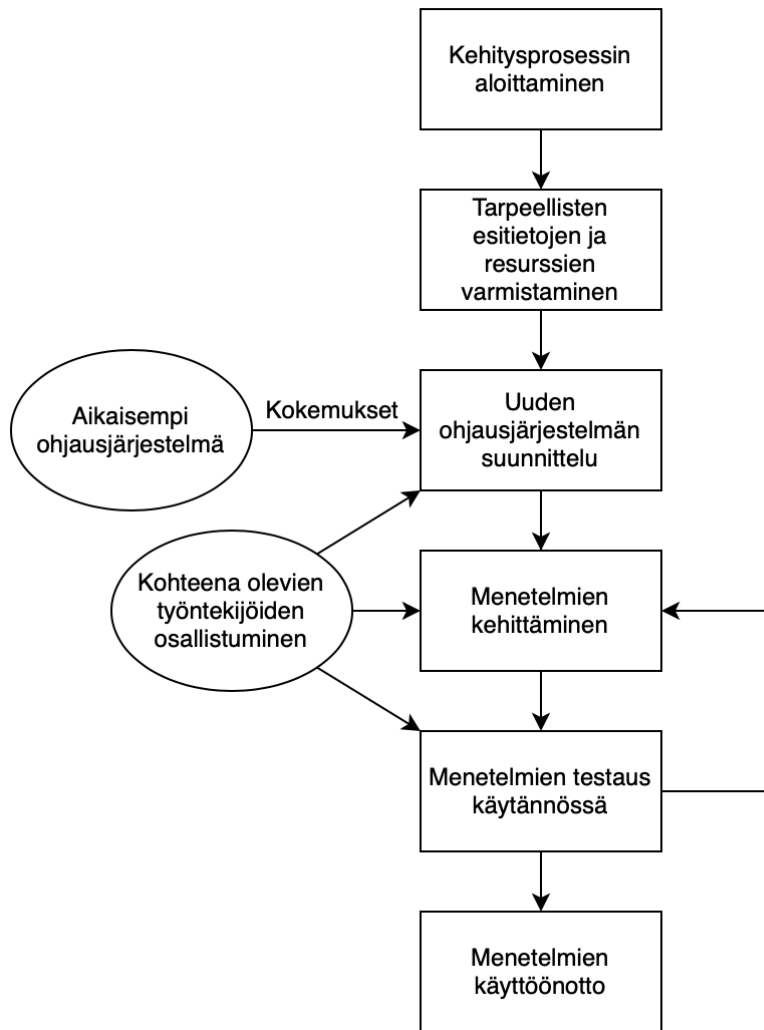 Kehitysprosessin
aloittaminen
Tarpeellisten
esitietojen ja
resurssien
varmistaminen
Aikaisempi
ohjausjärjestelmä
Kokemukset
Uuden
ohjausjärjestelmän
suunnittelu
Kohteena olevien
työntekijöiden
osallistuminen
Menetelmien
kehittäminen
Menetelmien testaus
käytännössä
Menetelmien
käyttöönotto